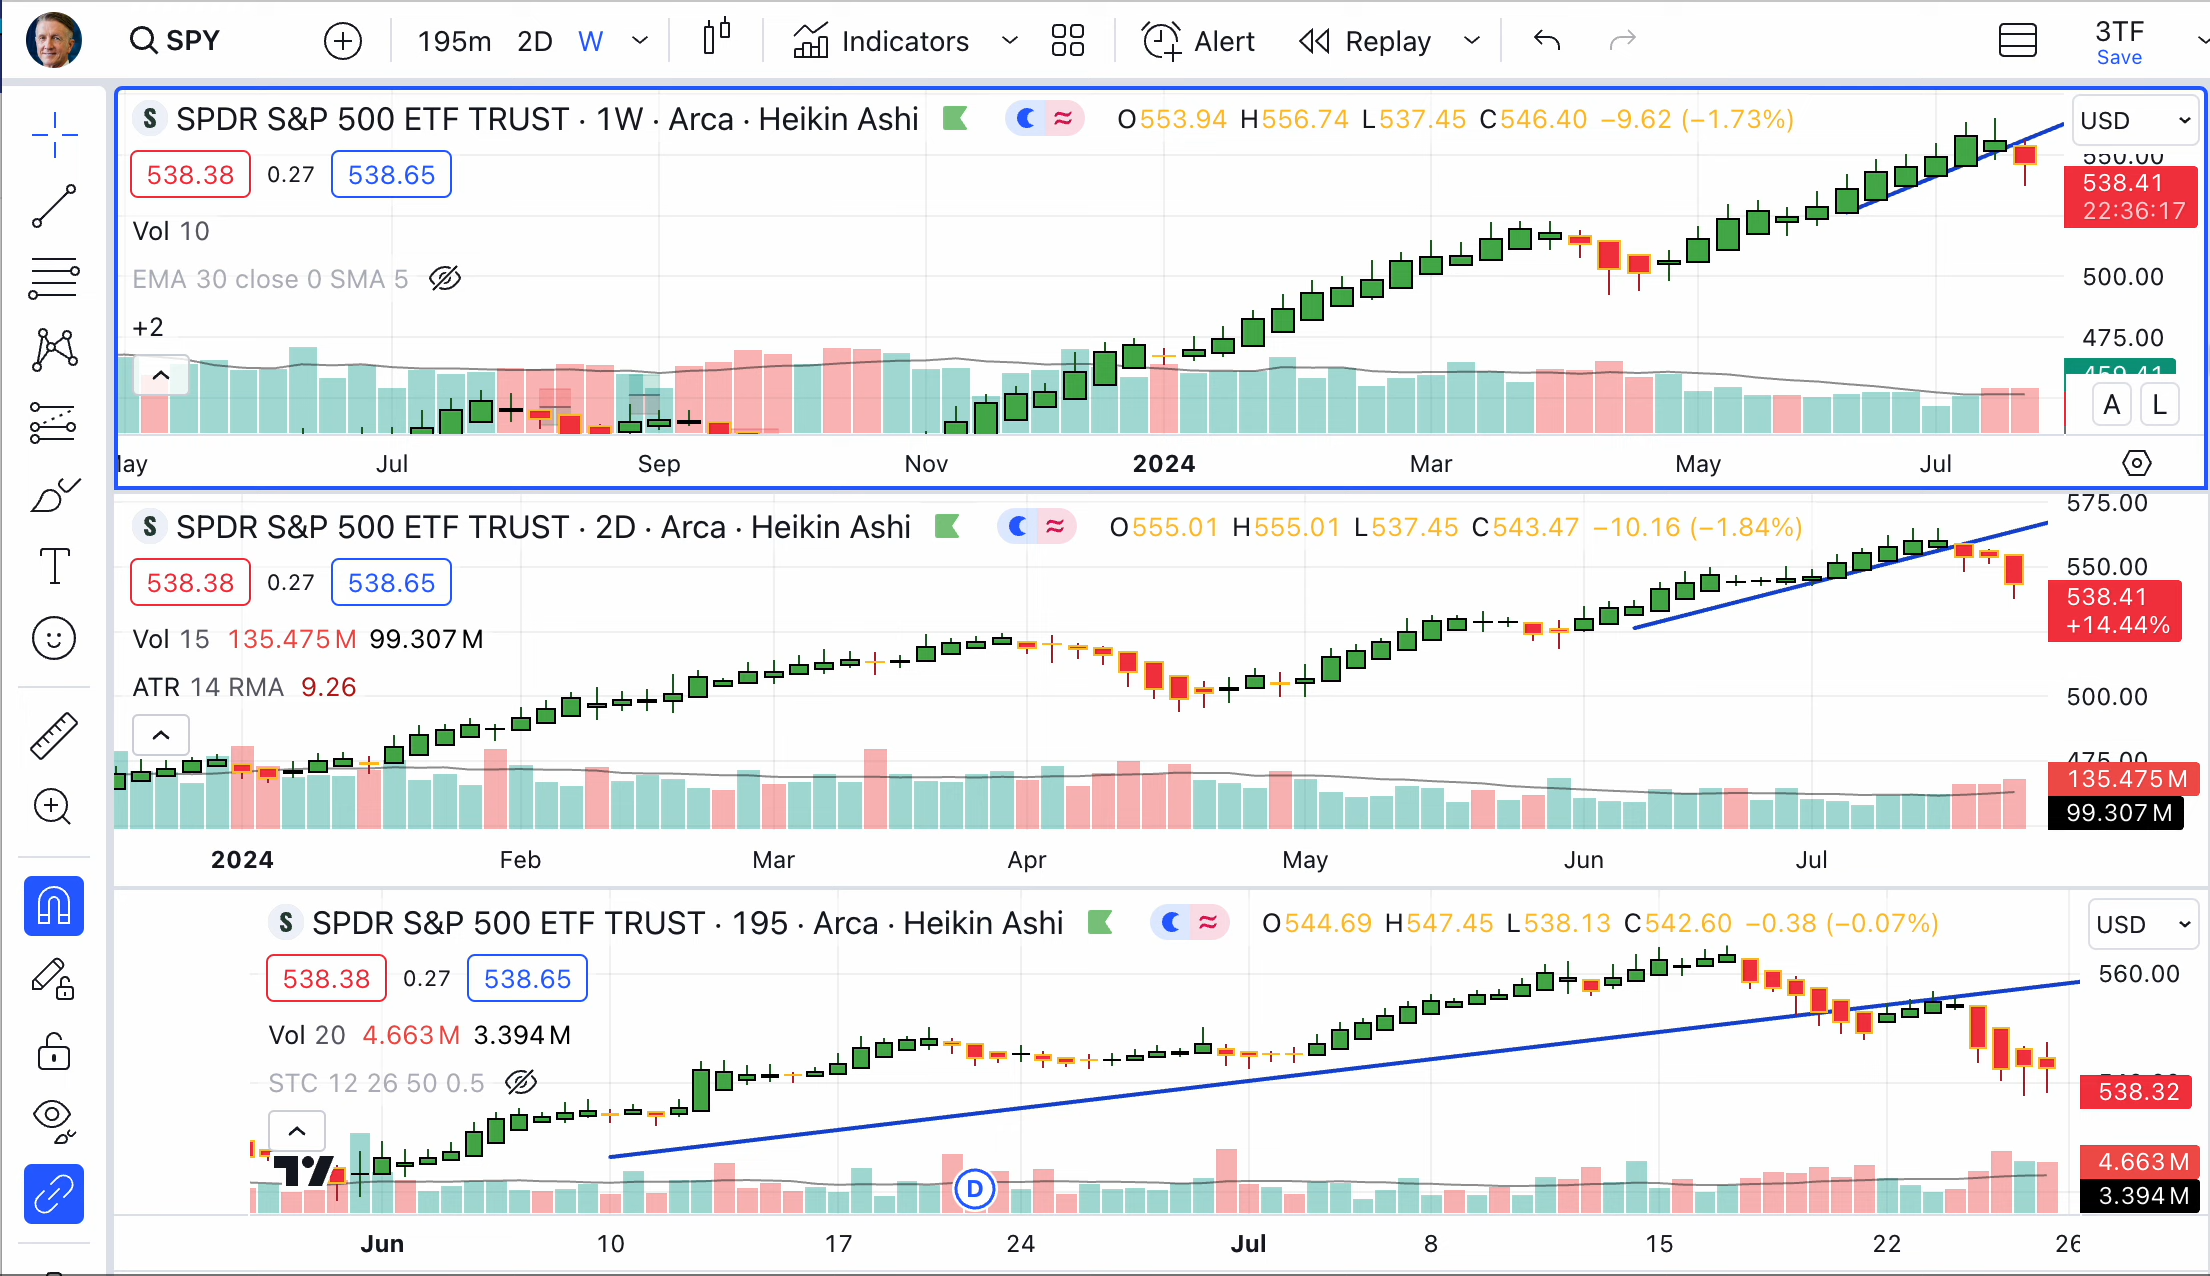 SPY 195m 2D W Indicators Alert Replay 3TF
Save
S SPDR S&P 500 ETF TRUST · 1W · Arca · Heikin Ashi O553.94 H556.74 L537.45 C546.40 −9.62 (−1.73%) USD
550.00
538.38 0.27 538.65 538.41
22:36:17
Vol 10
EMA 30 close 0 SMA 5 500.00
+2 475.00
459.41
A L
Jul Sep Nov 2024 Mar May Jul
S SPDR S&P 500 ETF TRUST · 2D · Arca · Heikin Ashi O555.01 H555.01 L537.45 C543.47 −10.16 (−1.84%) 575.00
550.00
538.38 0.27 538.65 538.41
+14.44%
Vol 15 135.475 M 99.307 M
ATR 14 RMA 9.26 500.00
475.00
135.475 M
99.307 M
2024 Feb Mar Apr May Jun Jul
S SPDR S&P 500 ETF TRUST · 195 · Arca · Heikin Ashi O544.69 H547.45 L538.13 C542.60 −0.38 (−0.07%) USD
538.38 0.27 538.65 560.00
Vol 20 4.663 M 3.394 M
STC 12 26 50 0.5
538.32
4.663 M
D 3.394 M
Jun 10 17 24 Jul 8 15 22 26